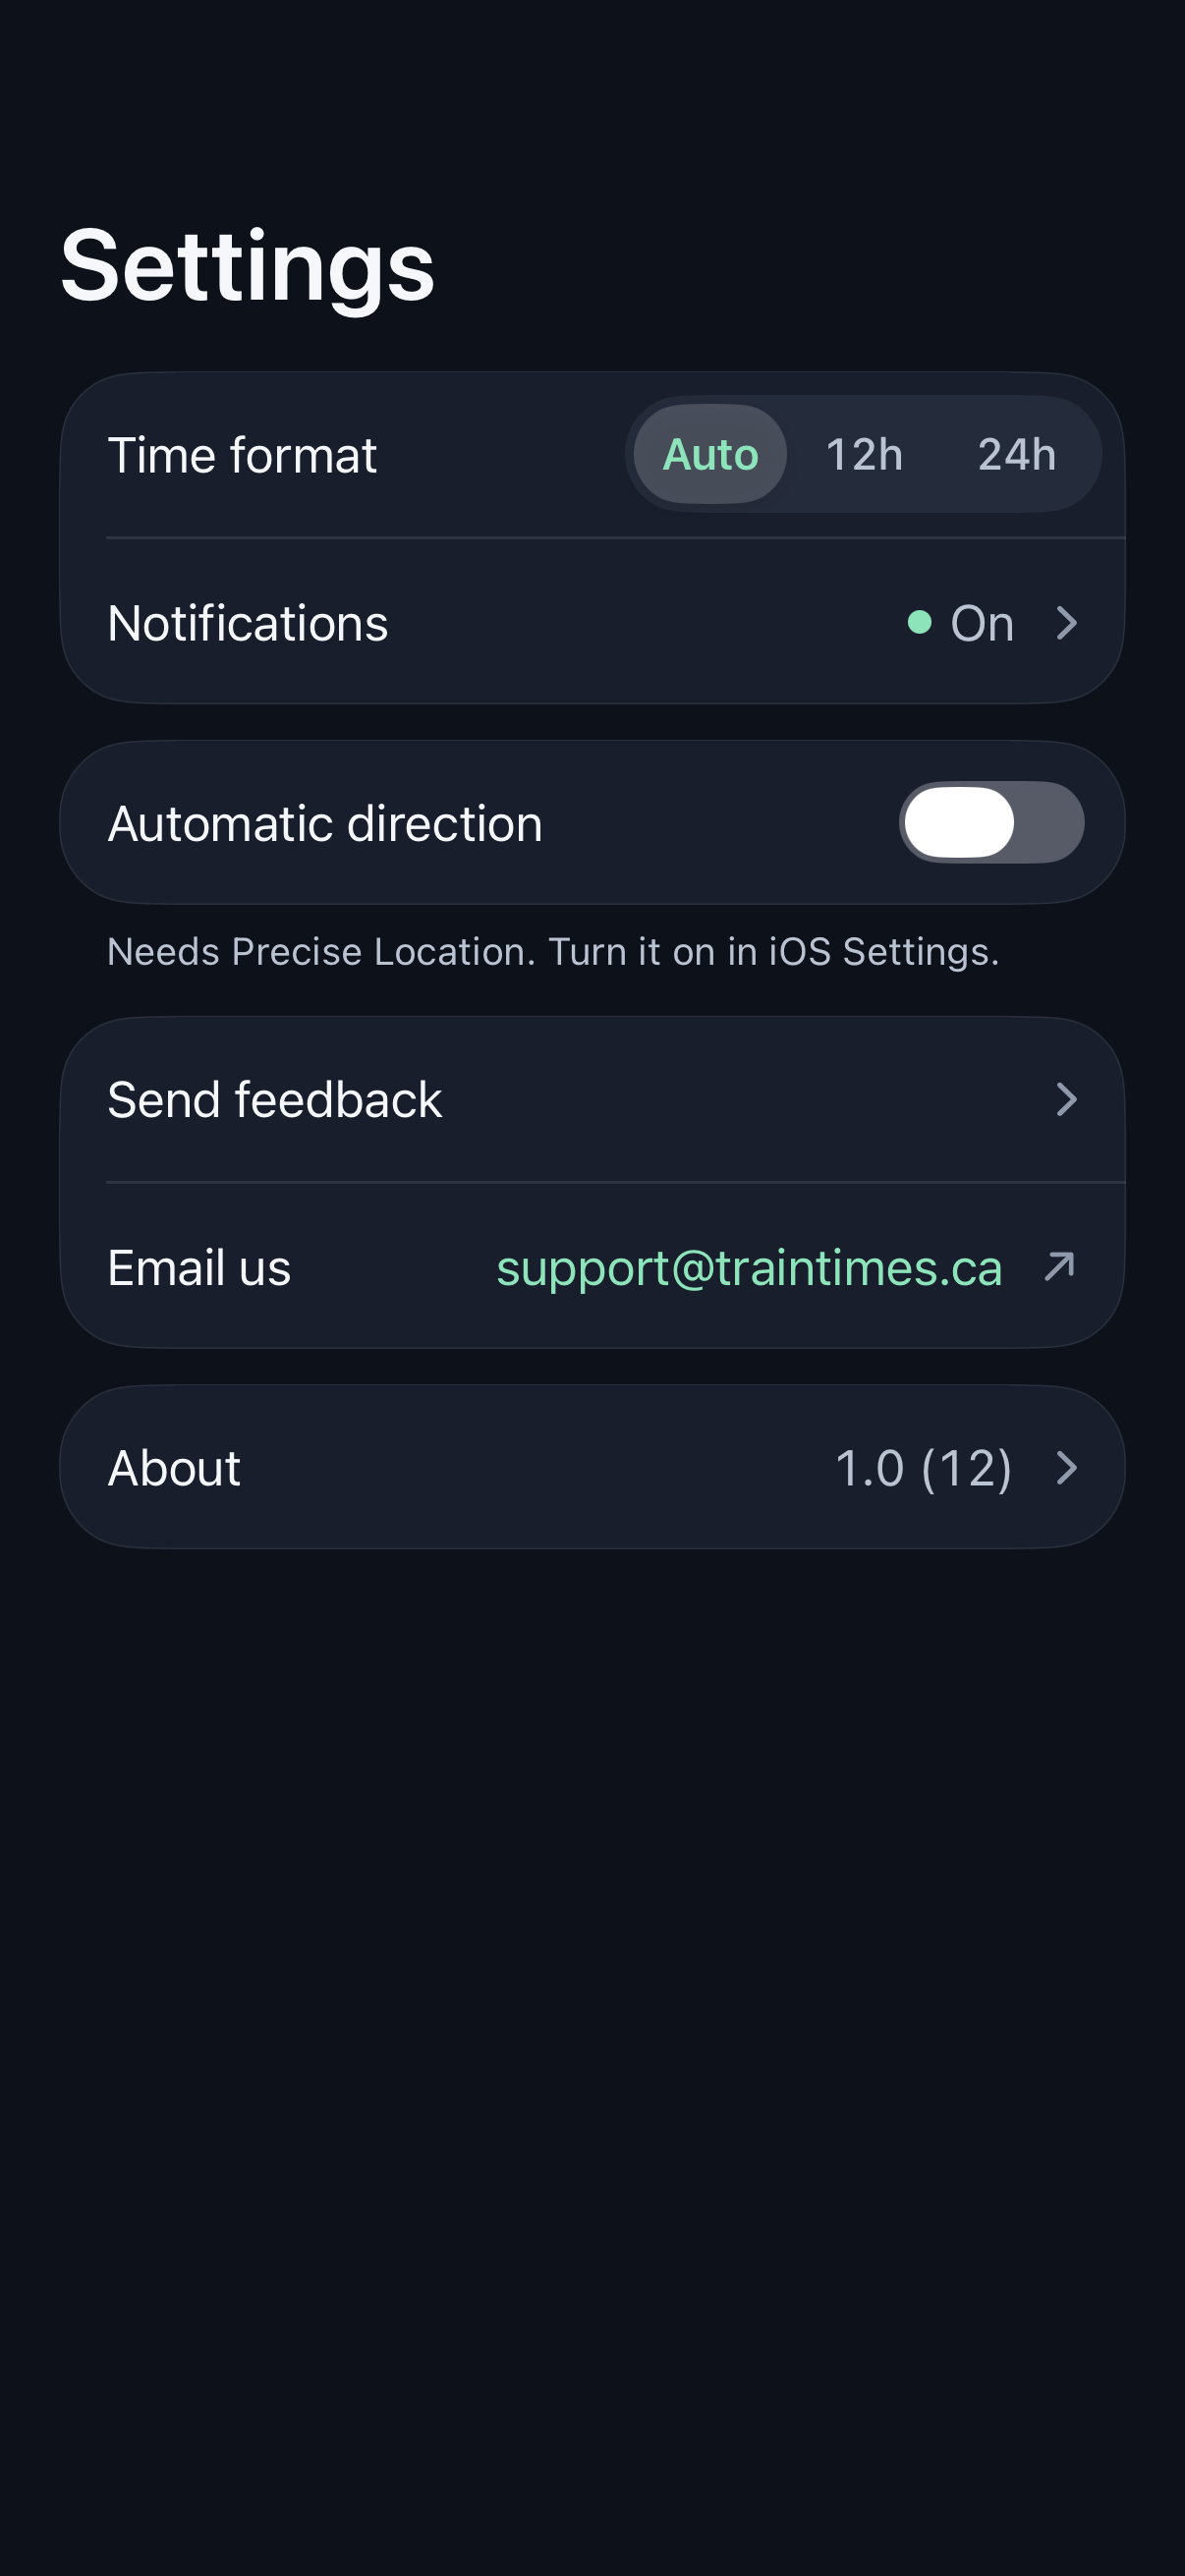 Settings
Time format Auto 12h 24h
Notifications On
Automatic direction
Needs Precise Location. Turn it on in iOS Settings.
Send feedback
Email us support@traintimes.ca
About 1.0 (12)